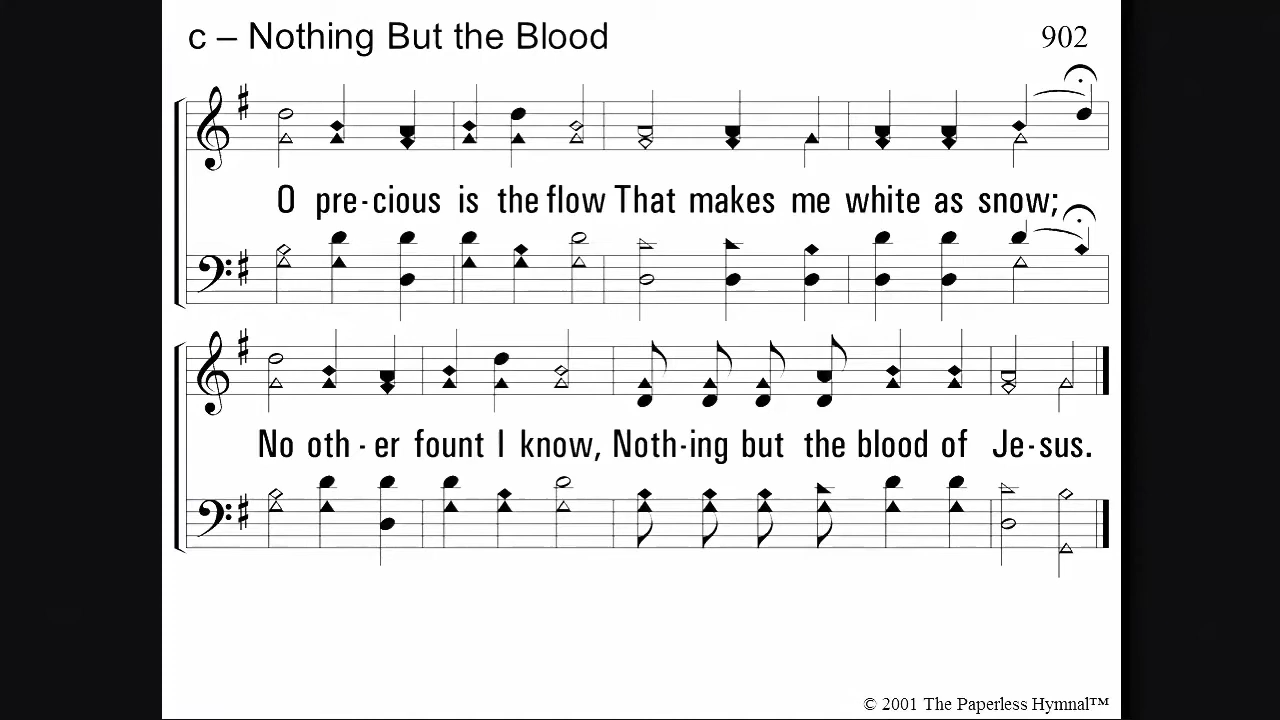 c – Nothing But the Blood
902
O pre-cious is the flow That makes me white as snow;
No oth-er fount I know, Noth-ing but the blood of Je-sus.
© 2001 The Paperless Hymnal™